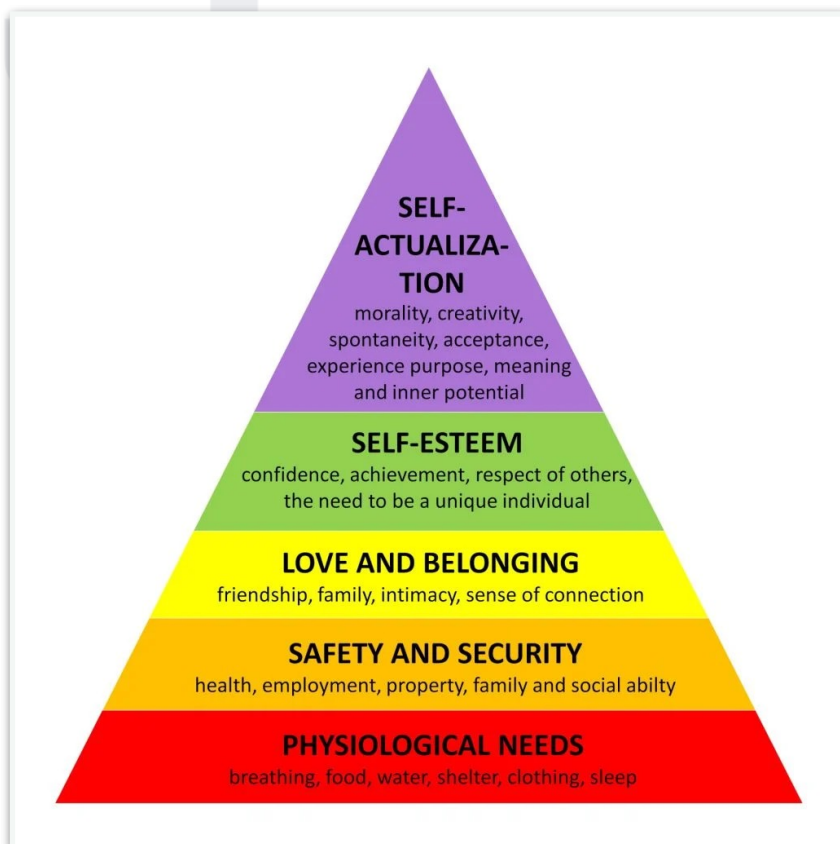 SELF-
ACTUALIZA-
TION
morality, creativity,
spontaneity, acceptance,
experience purpose, meaning
and inner potential
SELF-ESTEEM
confidence, achievement, respect of others,
the need to be a unique individual
LOVE AND BELONGING
friendship, family, intimacy, sense of connection
SAFETY AND SECURITY
health, employment, property, family and social abilty
PHYSIOLOGICAL NEEDS
breathing, food, water, shelter, clothing, sleep